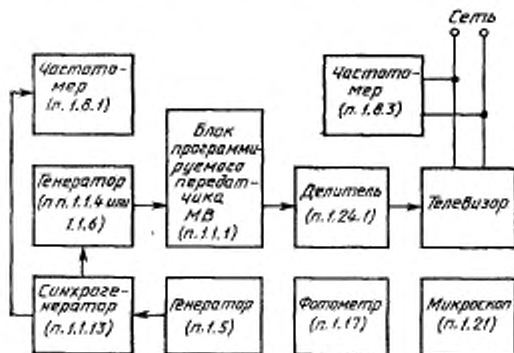 Сеть
Частото-
мер
(п.1.8.1)
Частото-
мер
(п.1.8.3)
Блок
программи-
руемого
передат-
чика
МВ
(п.1.1.1)
Генератор
(п п.1.1.4 или
1.1.6)
Делитель
(п.1.24.1)
Телевизор
Синхроге-
нератор
(п.1.1.13)
Генератор
(п.1.5)
Фотометр
(п.1.17)
Микроскоп
(п.1.21)